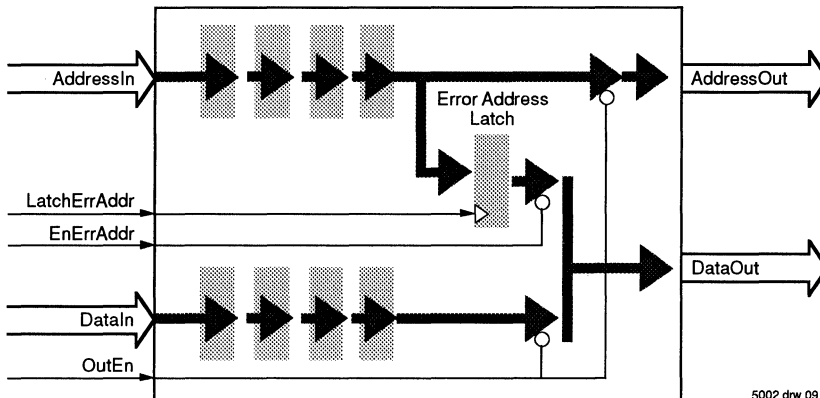 AddressIn
AddressOut
Error Address
Latch
LatchErrAddr
EnErrAddr
DataOut
DataIn
OutEn
5002 drw 09